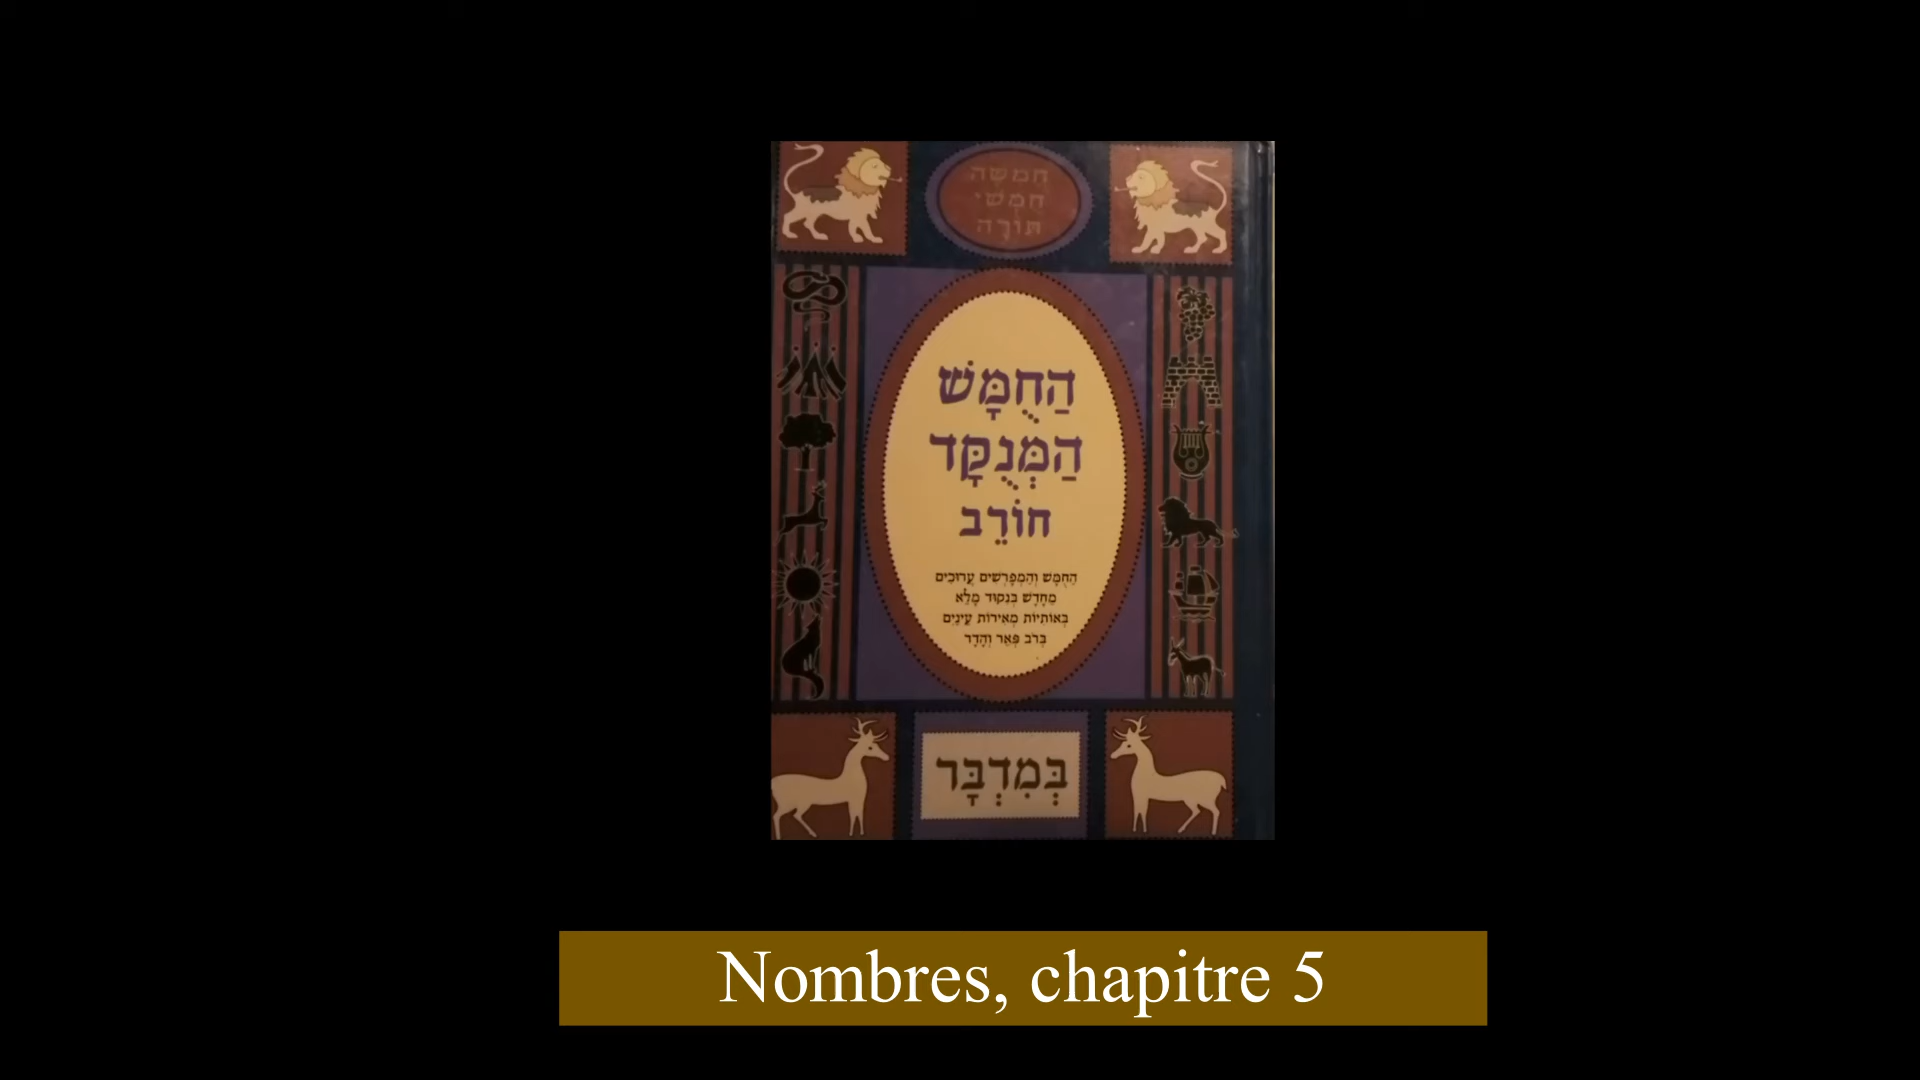 חֲמִשָּׁה
חֻמְּשֵׁי
תּוֹרָה
הַחֻמָּשׁ
הַמְּנֻקָּד
חוֹרֵב
הַחֻמָּשׁ וְהַמְפָרְשִׁים עֲרוּכִים
מֵחָדָשׁ בְּנִקּוּד מָלֵא
בְּאוֹתִיּוֹת מְאִירוֹת עֵינַיִם
בְּרֹב פְּאֵר וְהָדָר
בְּמִדְבָּר
Nombres, chapitre 5